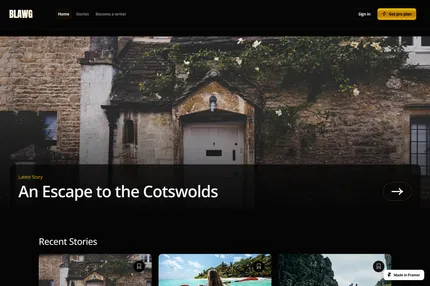 BLAWG
Home
Stories
Become a writer
Sign in
Get pro plan
Latest Story
An Escape to the Cotswolds
Recent Stories
Made in Framer